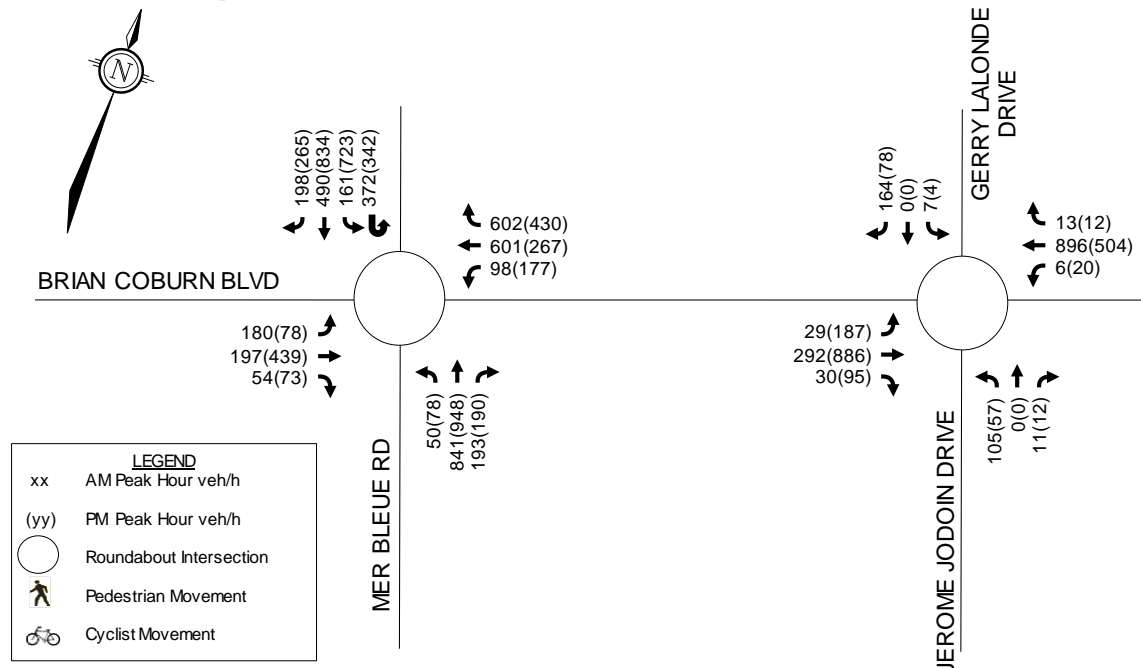 N
198(265)
490(834)
161(723)
372(342)
602(430)
601(267)
98(177)
BRIAN COBURN BLVD
180(78)
197(439)
54(73)
50(78)
841(948)
193(190)
MER BLEUE RD
GERRY LALONDE
DRIVE
164(78)
0(0)
7(4)
13(12)
896(504)
6(20)
29(187)
292(886)
30(95)
105(57)
0(0)
11(12)
JEROME JODOIN DRIVE
LEGEND
xx AM Peak Hour veh/h
(yy) PM Peak Hour veh/h
Roundabout Intersection
Pedestrian Movement
Cyclist Movement